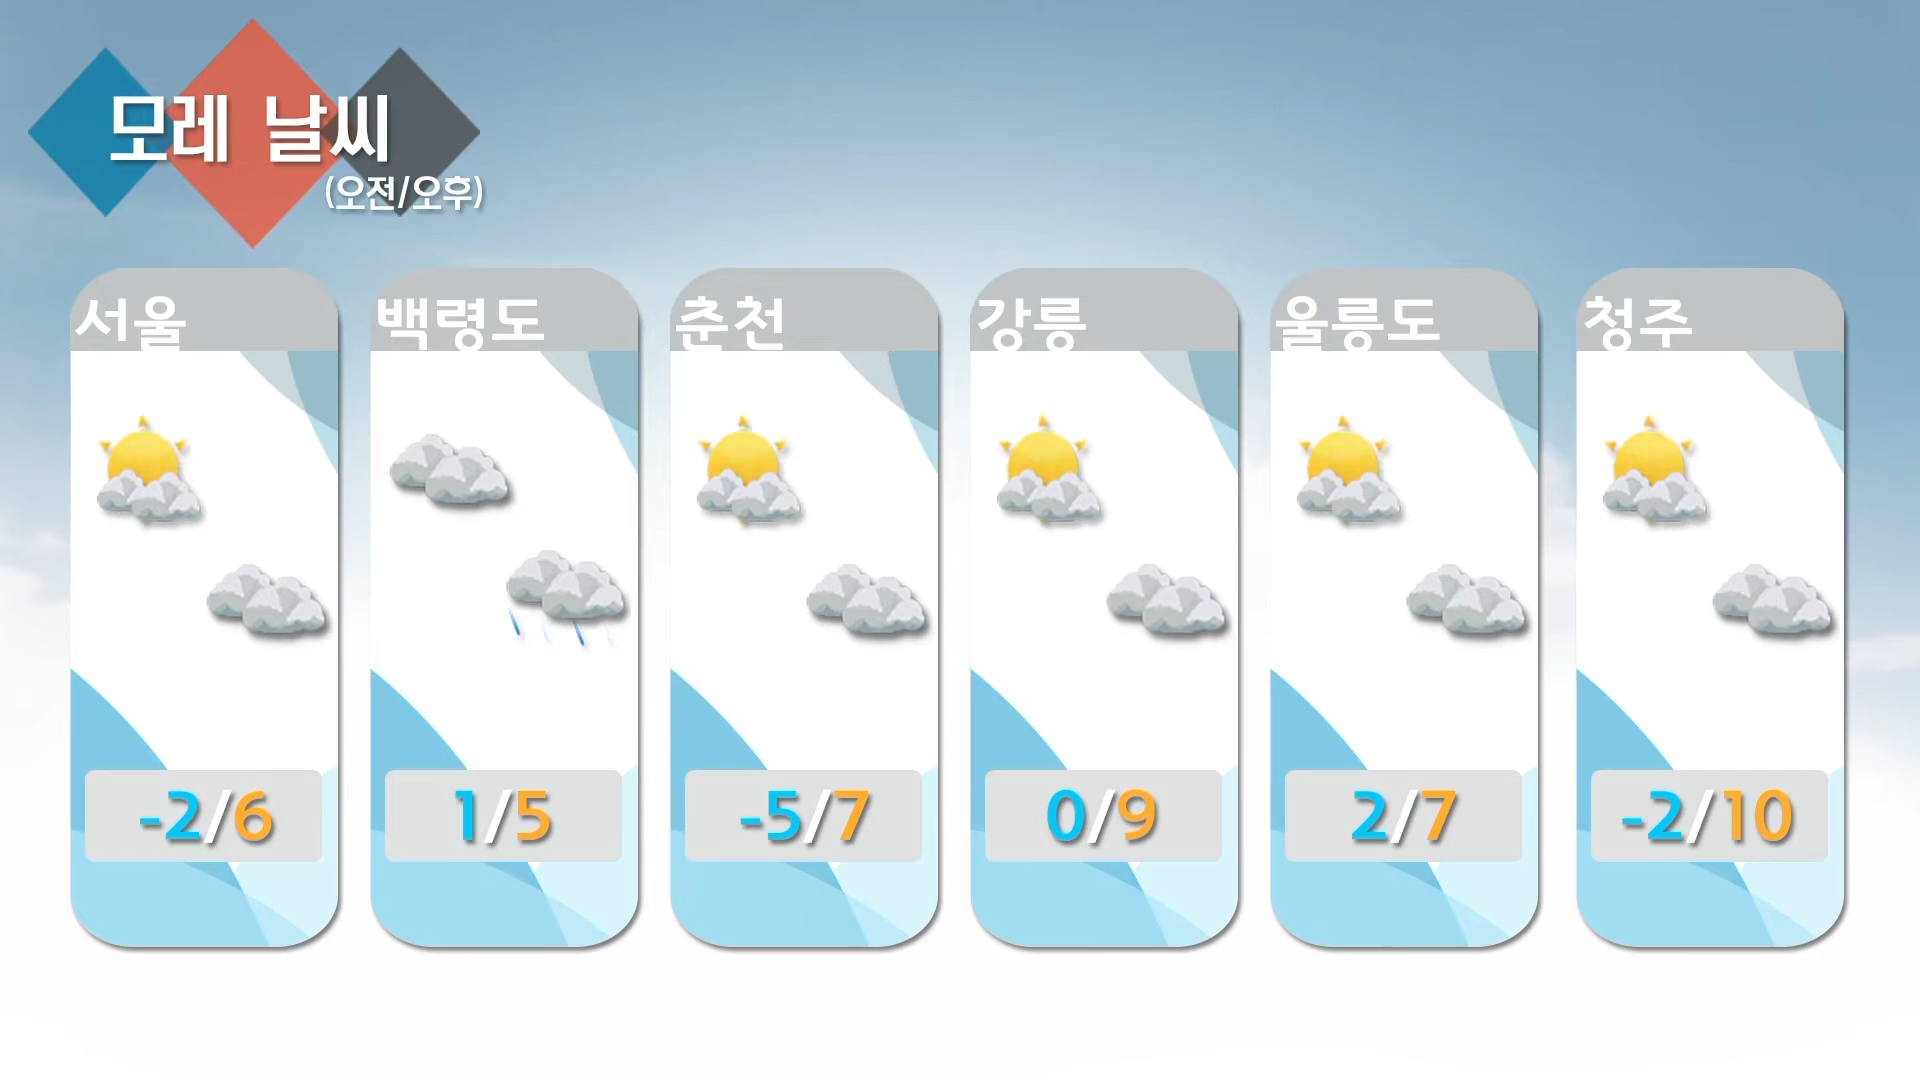 모레 날씨
(오전/오후)
서울
백령도
춘천
강릉
울릉도
청주
-2/6
1/5
-5/7
0/9
2/7
-2/10